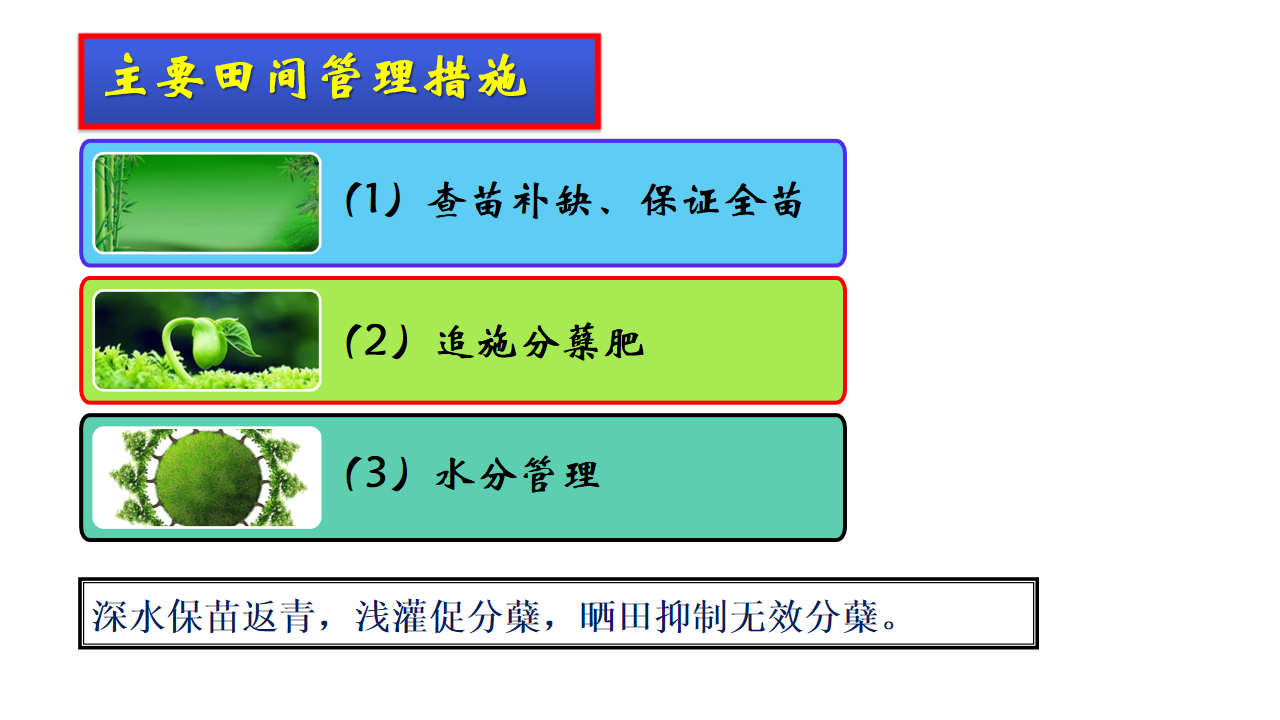 主要田间管理措施
（1）查苗补缺、保证全苗
（2）追施分蘖肥
（3）水分管理
深水保苗返青，浅灌促分蘖，晒田抑制无效分蘖。